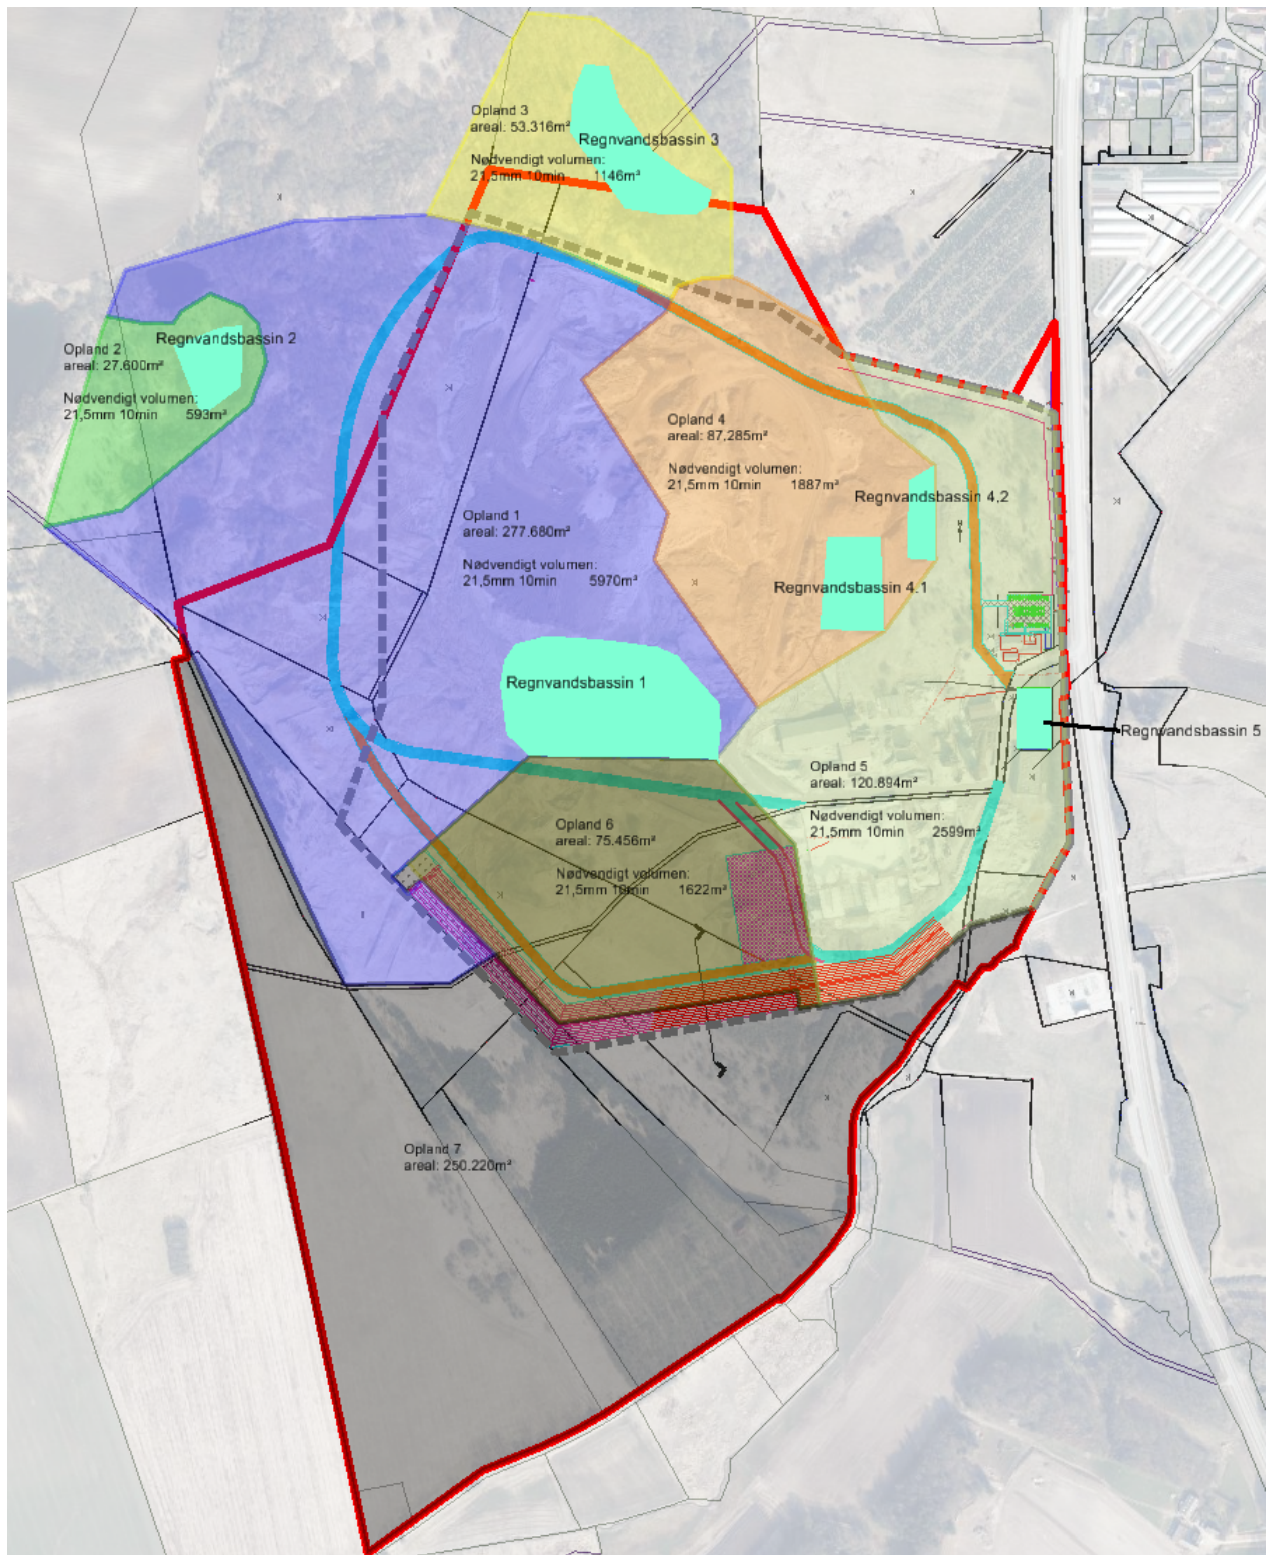 Opland 3
areal: 53.316m²
Regnvandsbassin 3
Nødvendigt volumen:
21,5mm 10min 1146m³
Regnvandsbassin 2
Opland 2
areal: 27.600m²
Nødvendigt volumen:
21,5mm 10min 593m³
Opland 4
areal: 87,285m²
Nødvendigt volumen:
21,5mm 10min 1887m³
Regnvandsbassin 4,2
Opland 1
areal: 277.680m²
Nødvendigt volumen:
21,5mm 10min 5970m³
Regnvandsbassin 4.1
Regnvandsbassin 1
Regnvandsbassin 5
Opland 5
areal: 120.894m²
Nødvendigt volumen:
21,5mm 10min 2599m³
Opland 6
areal: 75.456m²
Nødvendigt volumen:
21,5mm 10min 1622m³
Opland 7
areal: 250.220m²